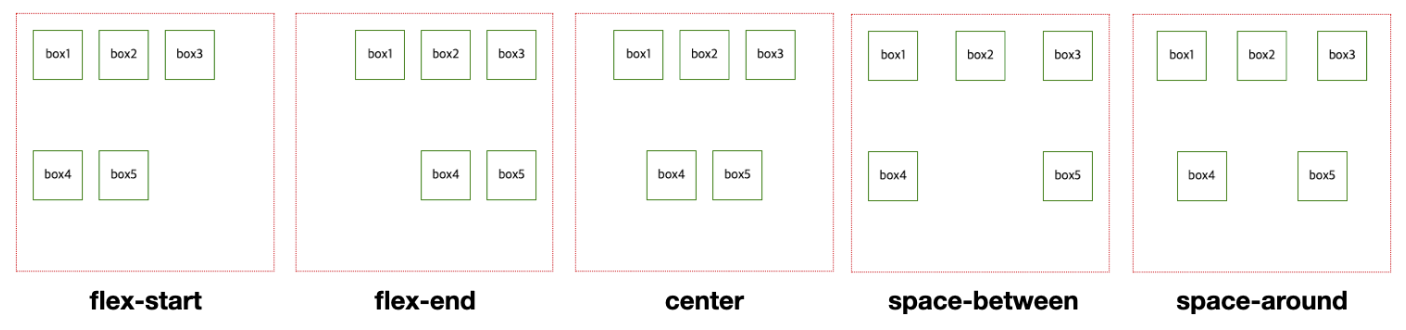 box1 box2 box3 box1 box2 box3 box1 box2 box3 box1 box2 box3 box1 box2 box3
box4 box5 box4 box5 box4 box5 box4 box5 box4 box5
flex-start flex-end center space-between space-around